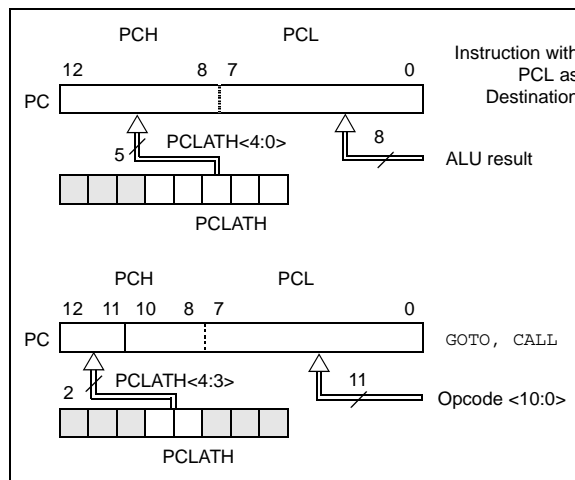 PCH PCL
12 8 7 0
Instruction with
PCL as
Destination
PC
5 PCLATH<4:0> 8
ALU result
PCLATH
PCH PCL
12 11 10 8 7 0
PC GOTO, CALL
2 PCLATH<4:3> 11
Opcode <10:0>
PCLATH